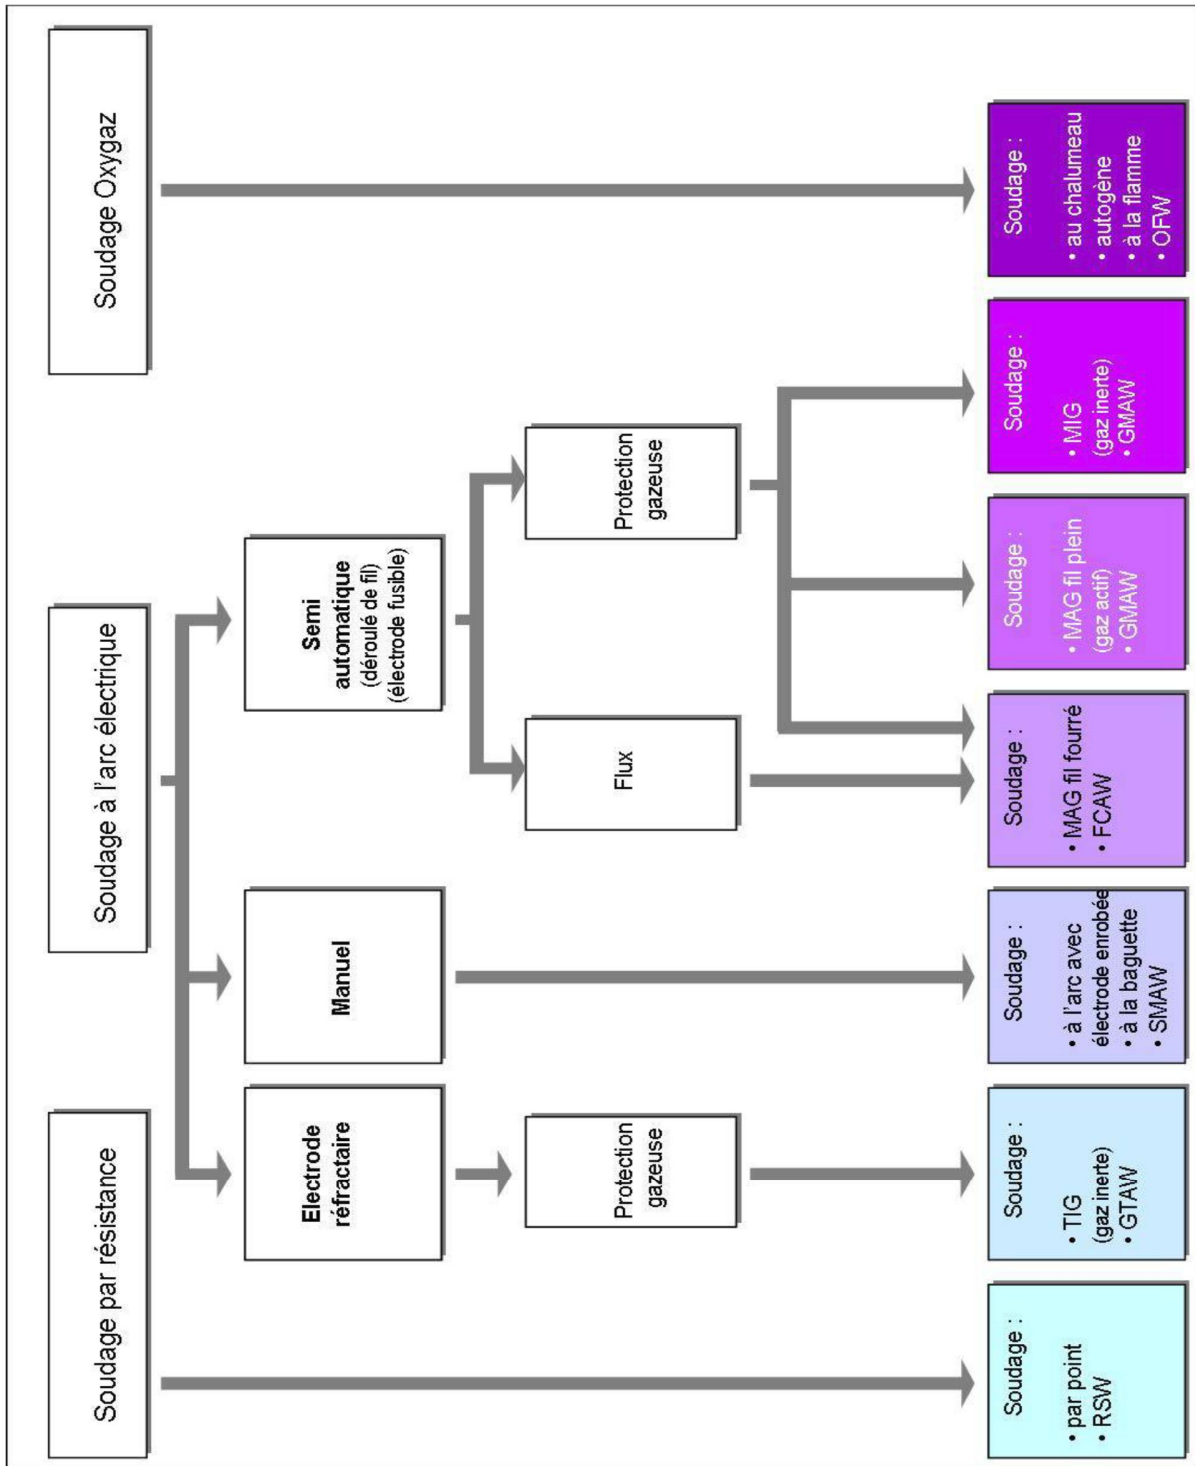 Soudage par résistance
Soudage à l'arc électrique
Soudage Oxygaz
Electrode
réfractaire
Manuel
Semi
automatique
(déroulé de fil)
(électrode fusible)
Protection
gazeuse
Flux
Protection
gazeuse
Soudage :
• par point
• RSW
Soudage :
• TIG
(gaz inerte)
• GTAW
Soudage :
• à l'arc avec
électrode enrobée
• à la baguette
• SMAW
Soudage :
• MAG fil fourré
• FCAW
Soudage :
• MAG fil plein
(gaz actif)
• GMAW
Soudage :
• MIG
(gaz inerte)
• GMAW
Soudage :
• au chalumeau
• autogène
• à la flamme
• OFW